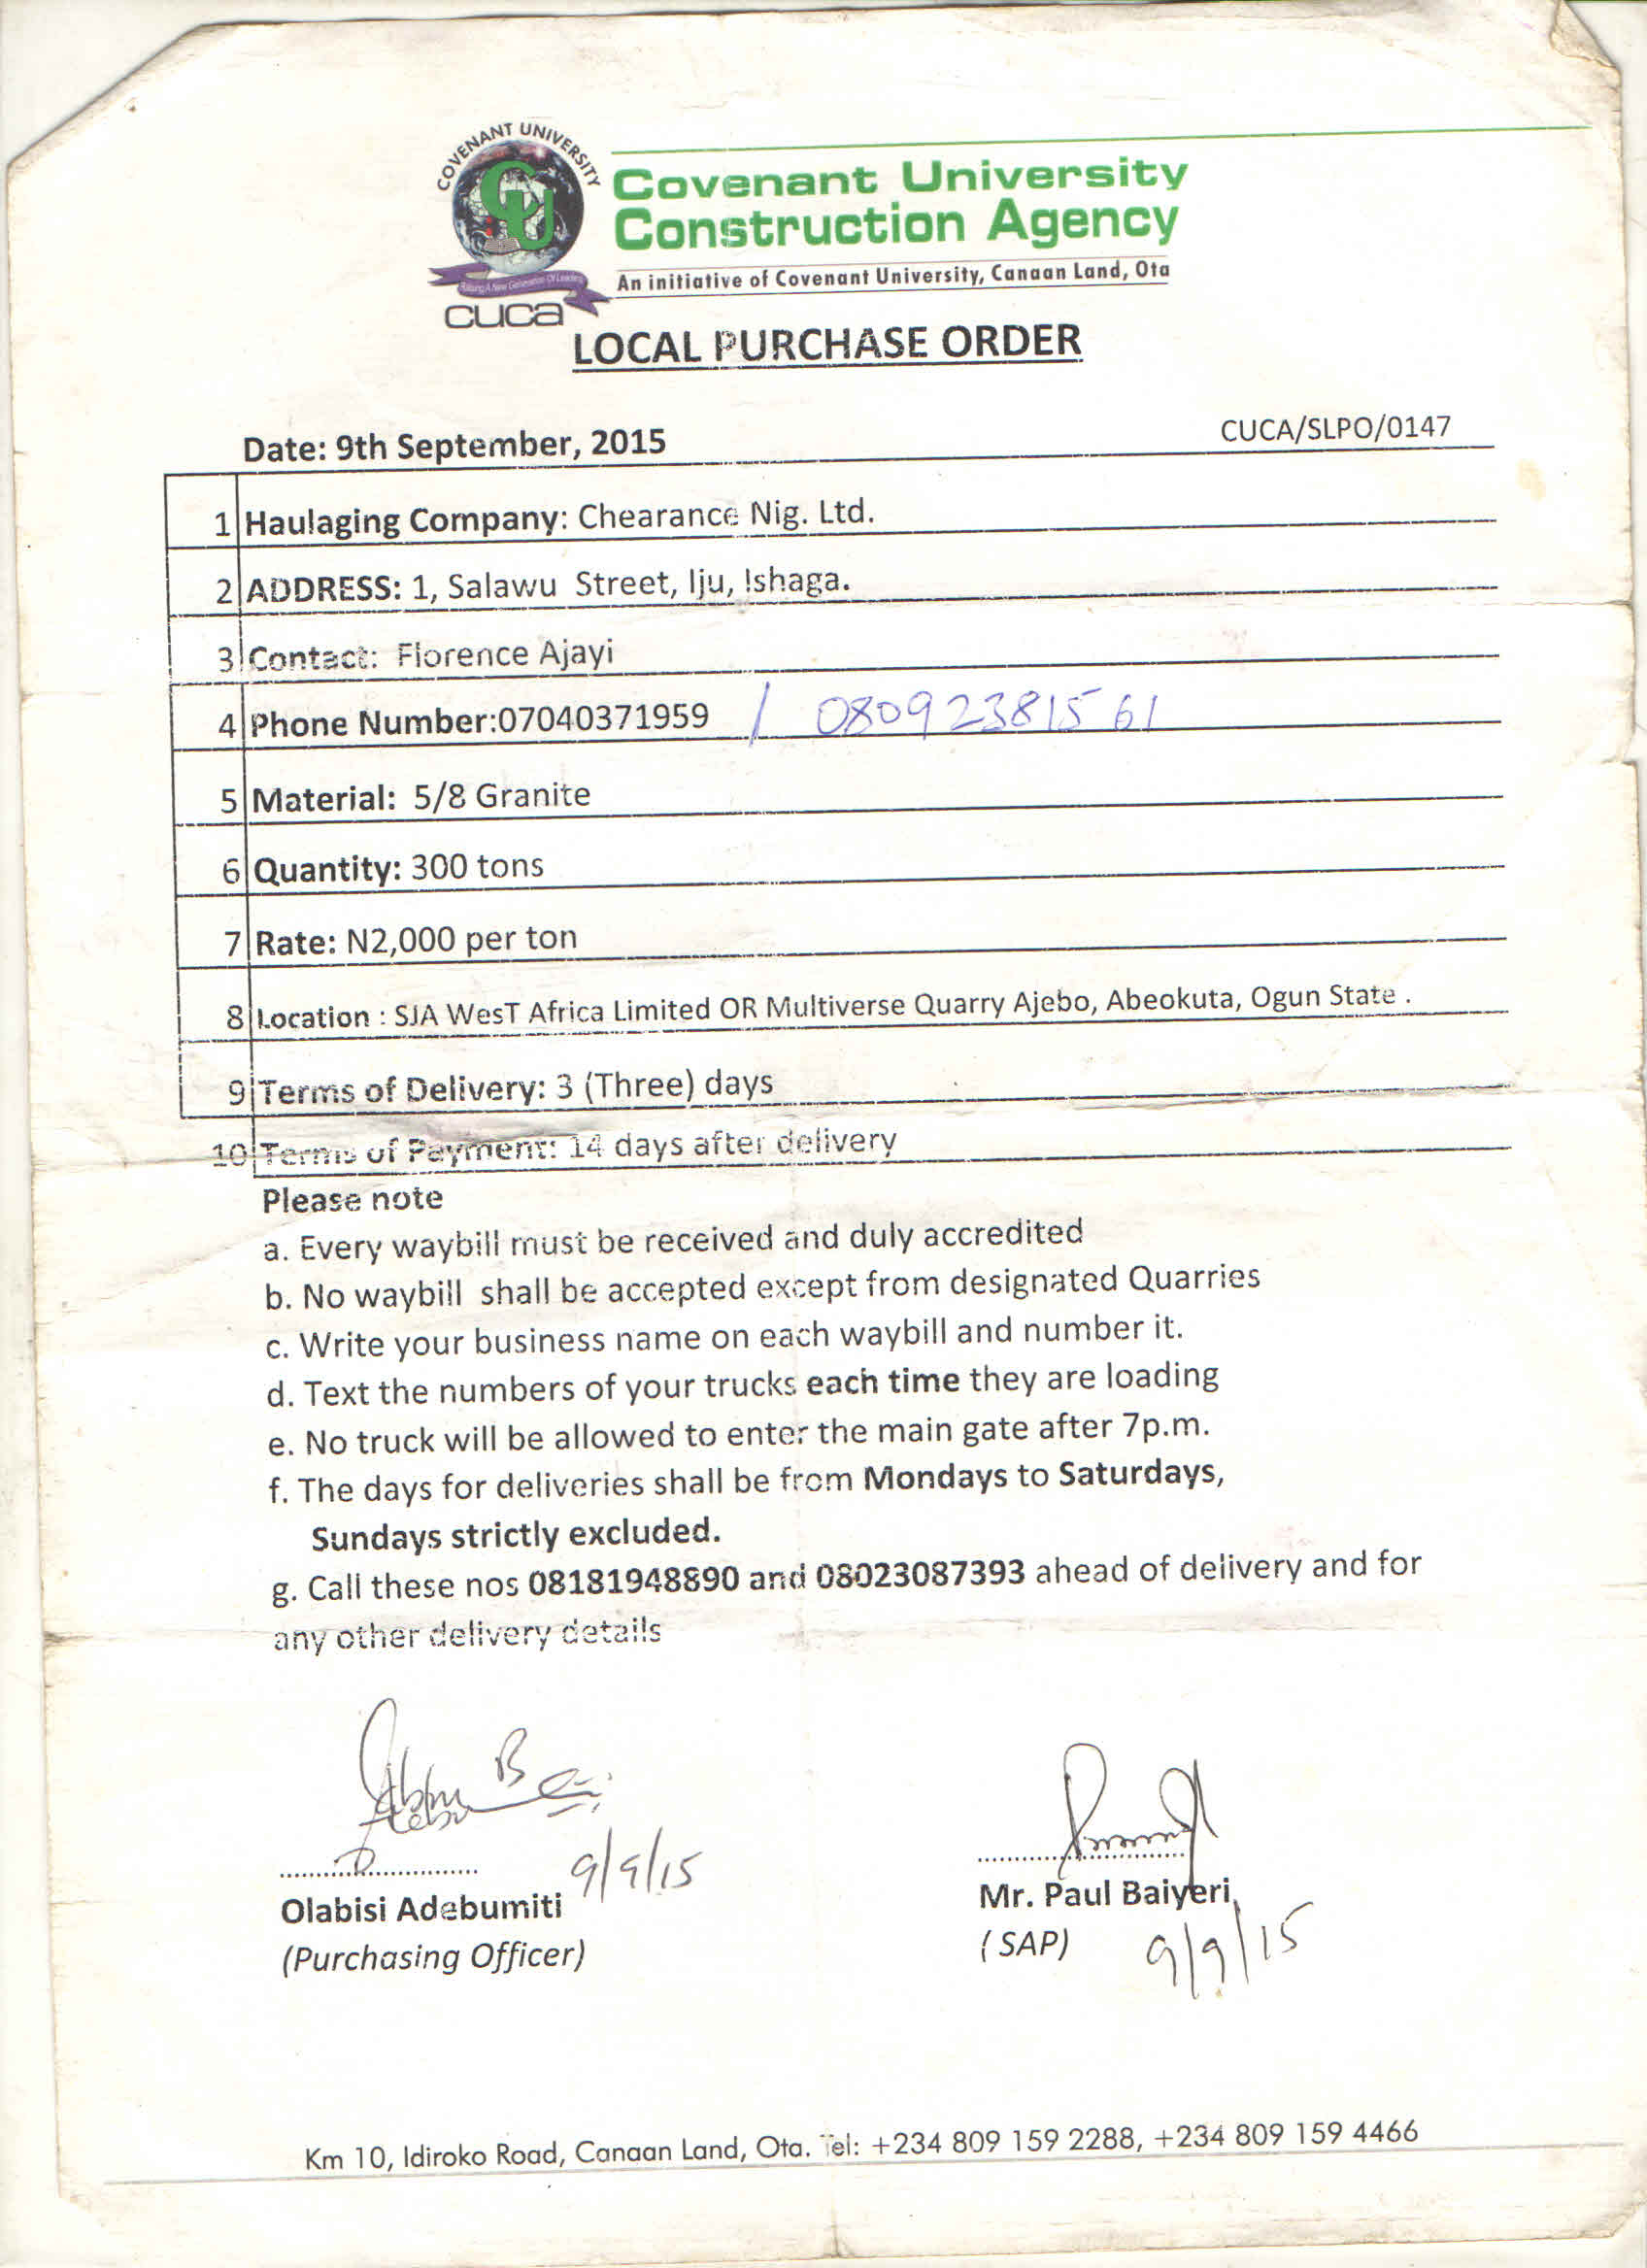 COVENANT UNIVERSITY
CU
Raising A New Generation Of Leaders
cuca
Covenant University
Construction Agency
An initiative of Covenant University, Canaan Land, Ota
LOCAL PURCHASE ORDER
Date: 9th September, 2015 CUCA/SLPO/0147
1 Haulaging Company: Chearance Nig. Ltd.
2 ADDRESS: 1, Salawu Street, Iju, Ishaga.
3 Contact: Florence Ajayi
4 Phone Number:07040371959 / 08092381561
5 Material: 5/8 Granite
6 Quantity: 300 tons
7 Rate: N2,000 per ton
8 Location : SJA WesT Africa Limited OR Multiverse Quarry Ajebo, Abeokuta, Ogun State .
9 Terms of Delivery: 3 (Three) days
10 Terms of Payment: 14 days after delivery
Please note
a. Every waybill must be received and duly accredited
b. No waybill shall be accepted except from designated Quarries
c. Write your business name on each waybill and number it.
d. Text the numbers of your trucks each time they are loading
e. No truck will be allowed to enter the main gate after 7p.m.
f. The days for deliveries shall be from Mondays to Saturdays,
Sundays strictly excluded.
g. Call these nos 08181948890 and 08023087393 ahead of delivery and for
any other delivery details
9/9/15
Olabisi Adebumiti Mr. Paul Baiyeri,
(Purchasing Officer) (SAP) 9/9/15
Km 10, Idiroko Road, Canaan Land, Ota. Tel: +234 809 159 2288, +234 809 159 4466